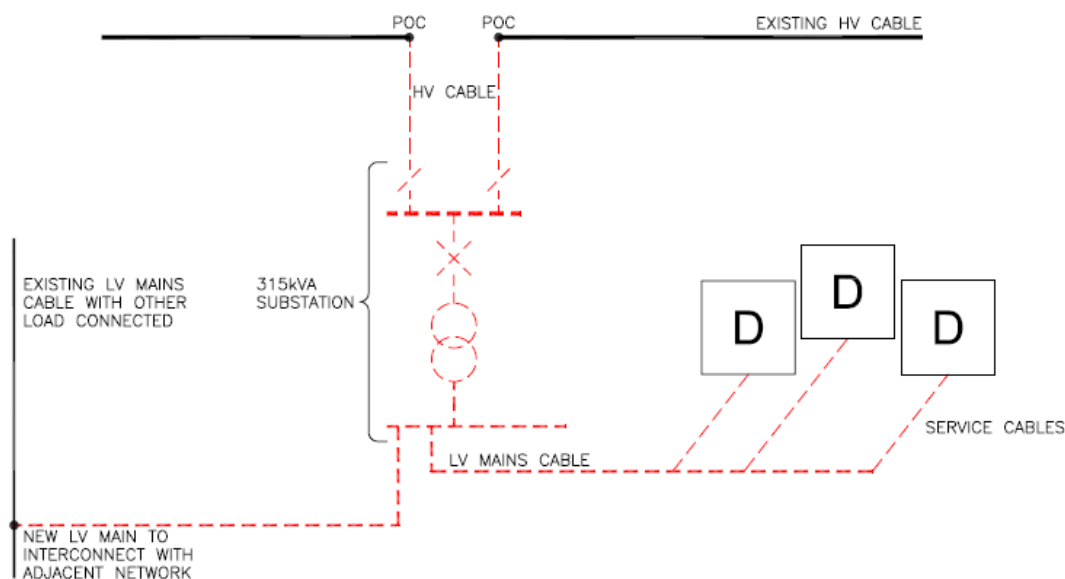 POC
POC
EXISTING HV CABLE
HV CABLE
EXISTING LV MAINS
CABLE WITH OTHER
LOAD CONNECTED
315kVA
SUBSTATION
D
D
D
SERVICE CABLES
LV MAINS CABLE
NEW LV MAIN TO
INTERCONNECT WITH
ADJACENT NETWORK